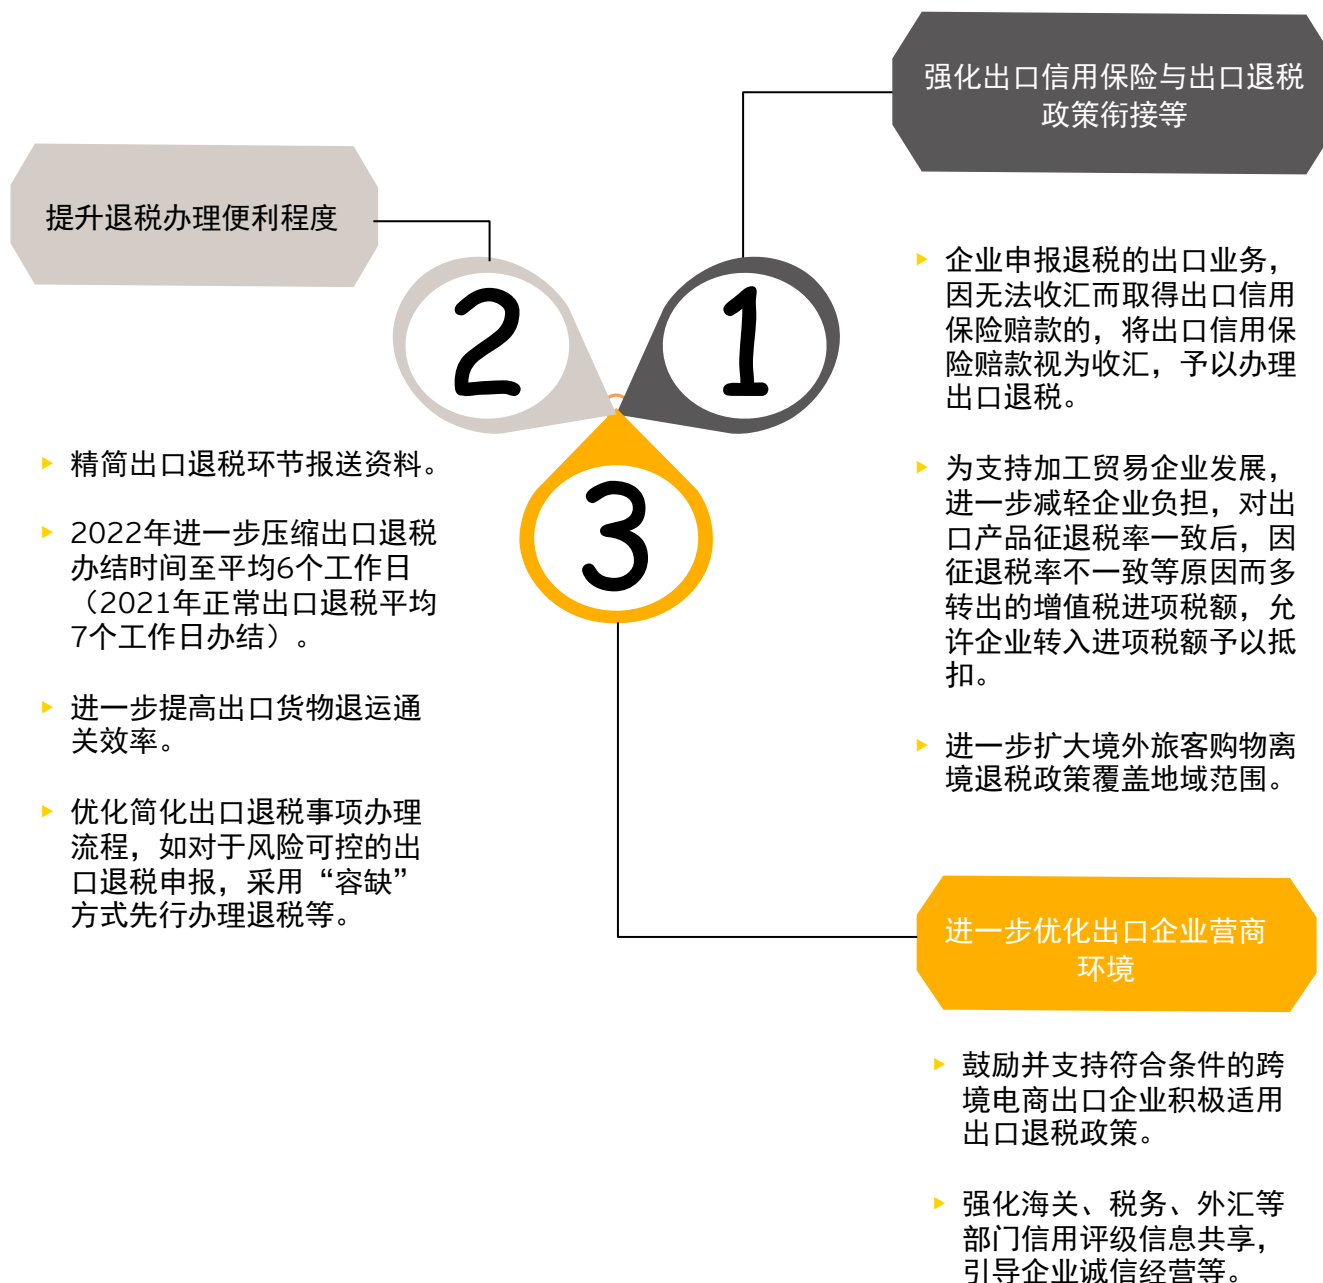 强化出口信用保险与出口退税
政策衔接等
1
企业申报退税的出口业务，
因无法收汇而取得出口信用
保险赔款的，将出口信用保
险赔款视为收汇，予以办理
出口退税。
为支持加工贸易企业发展，
进一步减轻企业负担，对出
口产品征退税率一致后，因
征退税率不一致等原因而多
转出的增值税进项税额，允
许企业转入进项税额予以抵
扣。
进一步扩大境外旅客购物离
境退税政策覆盖地域范围。
提升退税办理便利程度
2
精简出口退税环节报送资料。
2022年进一步压缩出口退税
办结时间至平均6个工作日
（2021年正常出口退税平均
7个工作日办结）。
进一步提高出口货物退运通
关效率。
优化简化出口退税事项办理
流程，如对于风险可控的出
口退税申报，采用“容缺”
方式先行办理退税等。
3
进一步优化出口企业营商
环境
鼓励并支持符合条件的跨
境电商出口企业积极适用
出口退税政策。
强化海关、税务、外汇等
部门信用评级信息共享，
引导企业诚信经营等。